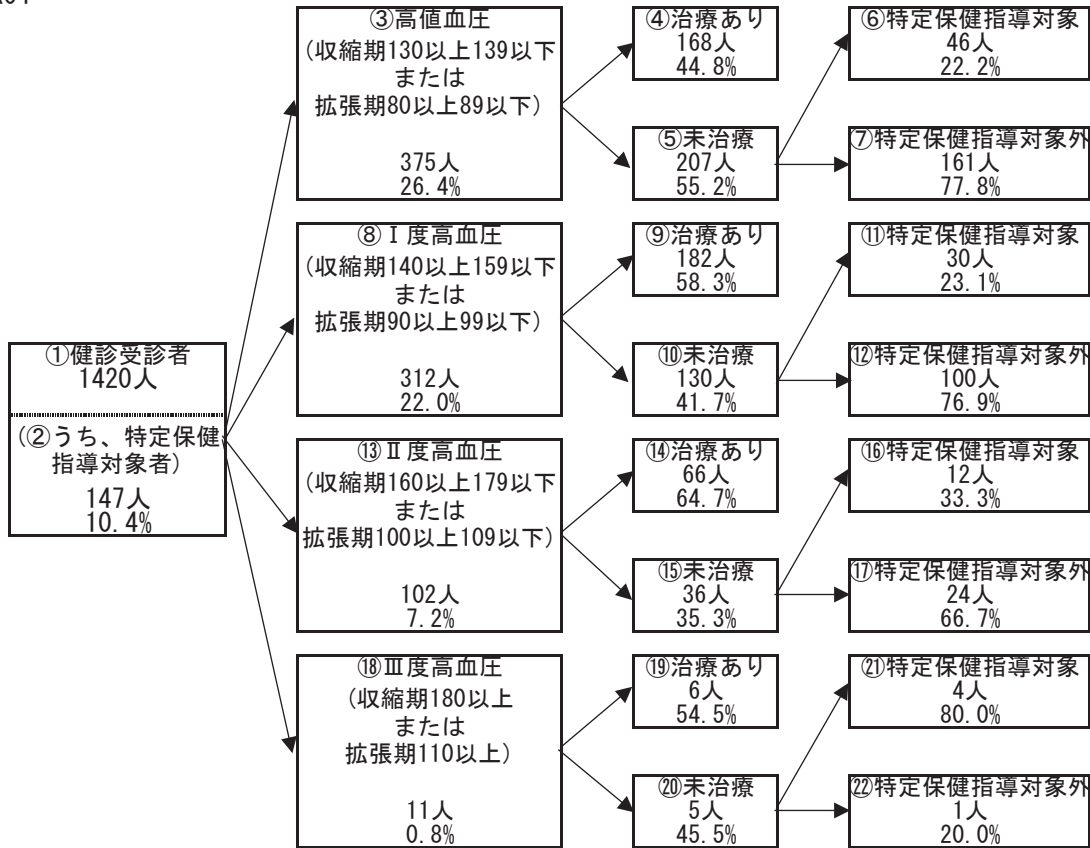 ①健診受診者
1420人
(②うち、特定保健
指導対象者)
147人
10.4%
③高値血圧
(収縮期130以上139以下
または
拡張期80以上89以下)
375人
26.4%
④治療あり
168人
44.8%
⑤未治療
207人
55.2%
⑥特定保健指導対象
46人
22.2%
⑦特定保健指導対象外
161人
77.8%
⑧Ⅰ度高血圧
(収縮期140以上159以下
または
拡張期90以上99以下)
312人
22.0%
⑨治療あり
182人
58.3%
⑩未治療
130人
41.7%
⑪特定保健指導対象
30人
23.1%
⑫特定保健指導対象外
100人
76.9%
⑬Ⅱ度高血圧
(収縮期160以上179以下
または
拡張期100以上109以下)
102人
7.2%
⑭治療あり
66人
64.7%
⑮未治療
36人
35.3%
⑯特定保健指導対象
12人
33.3%
⑰特定保健指導対象外
24人
66.7%
⑱Ⅲ度高血圧
(収縮期180以上
または
拡張期110以上)
11人
0.8%
⑲治療あり
6人
54.5%
⑳未治療
5人
45.5%
㉑特定保健指導対象
4人
80.0%
㉒特定保健指導対象外
1人
20.0%